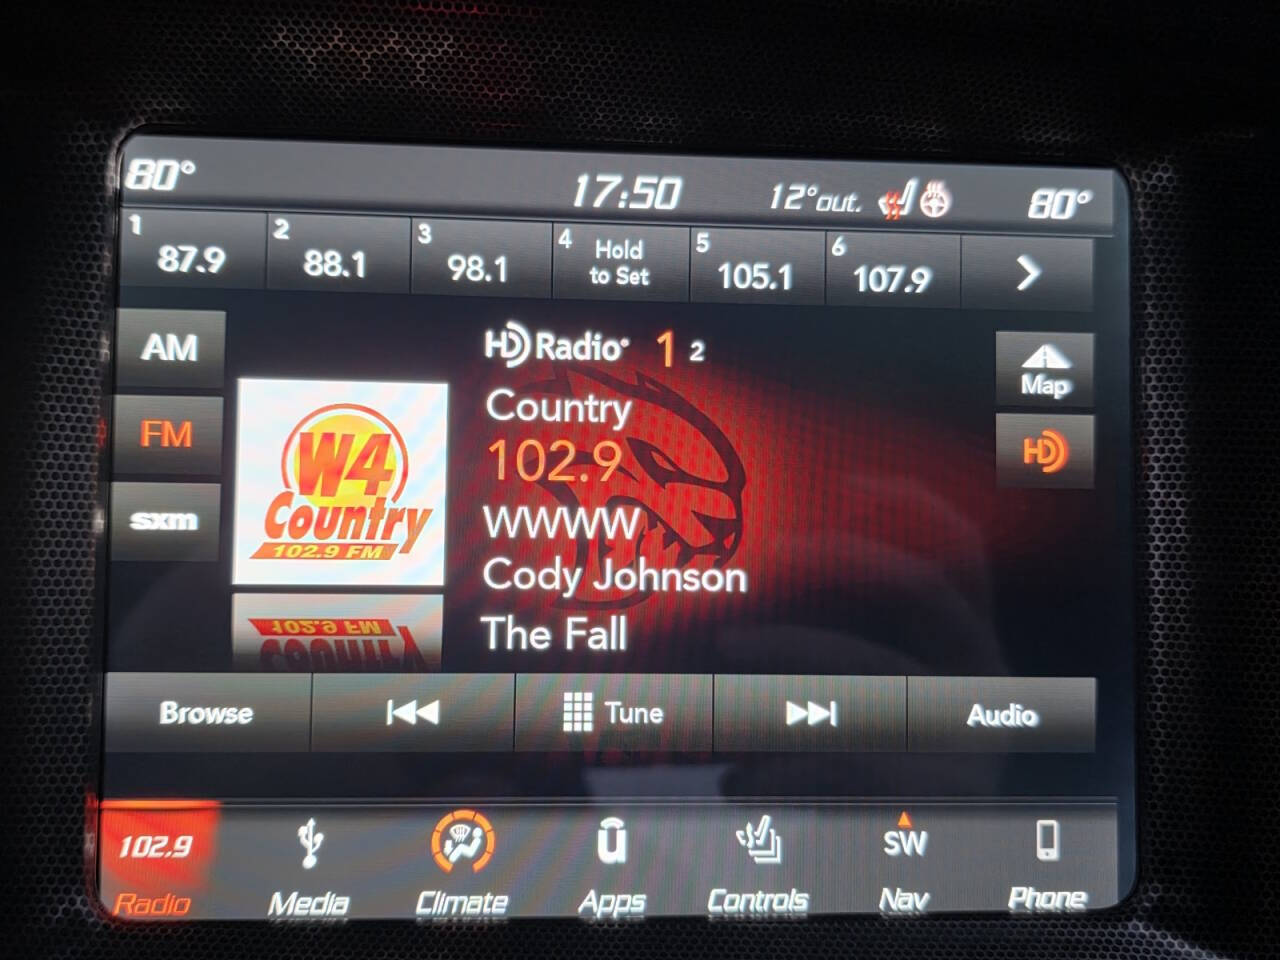 80° 17:50 12°out. 80°
1 87.9 2 88.1 3 98.1 4 Hold to Set 5 105.1 6 107.9
AM
FM
sxm
W4
Country
102.9 FM
HD Radio 1 2
Country
102.9
WWWW
Cody Johnson
The Fall
Map
HD
Browse Tune Audio
102.9 u SW
Radio Media Climate Apps Controls Nav Phone